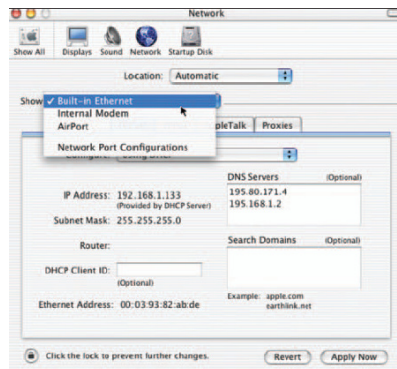 Network
Show All Displays Sound Network Startup Disk
Location: Automatic
Show ✓ Built-in Ethernet
Internal Modem
AirPort
Network Port Configurations
pleTalk Proxies
DNS Servers (Optional)
IP Address: 192.168.1.133 195.80.171.4
(Provided by DHCP Server) 195.168.1.2
Subnet Mask: 255.255.255.0
Router: Search Domains (Optional)
DHCP Client ID:
(Optional)
Example: apple.com
Ethernet Address: 00:03:93:82:ab:de earthlink.net
Click the lock to prevent further changes. Revert Apply Now